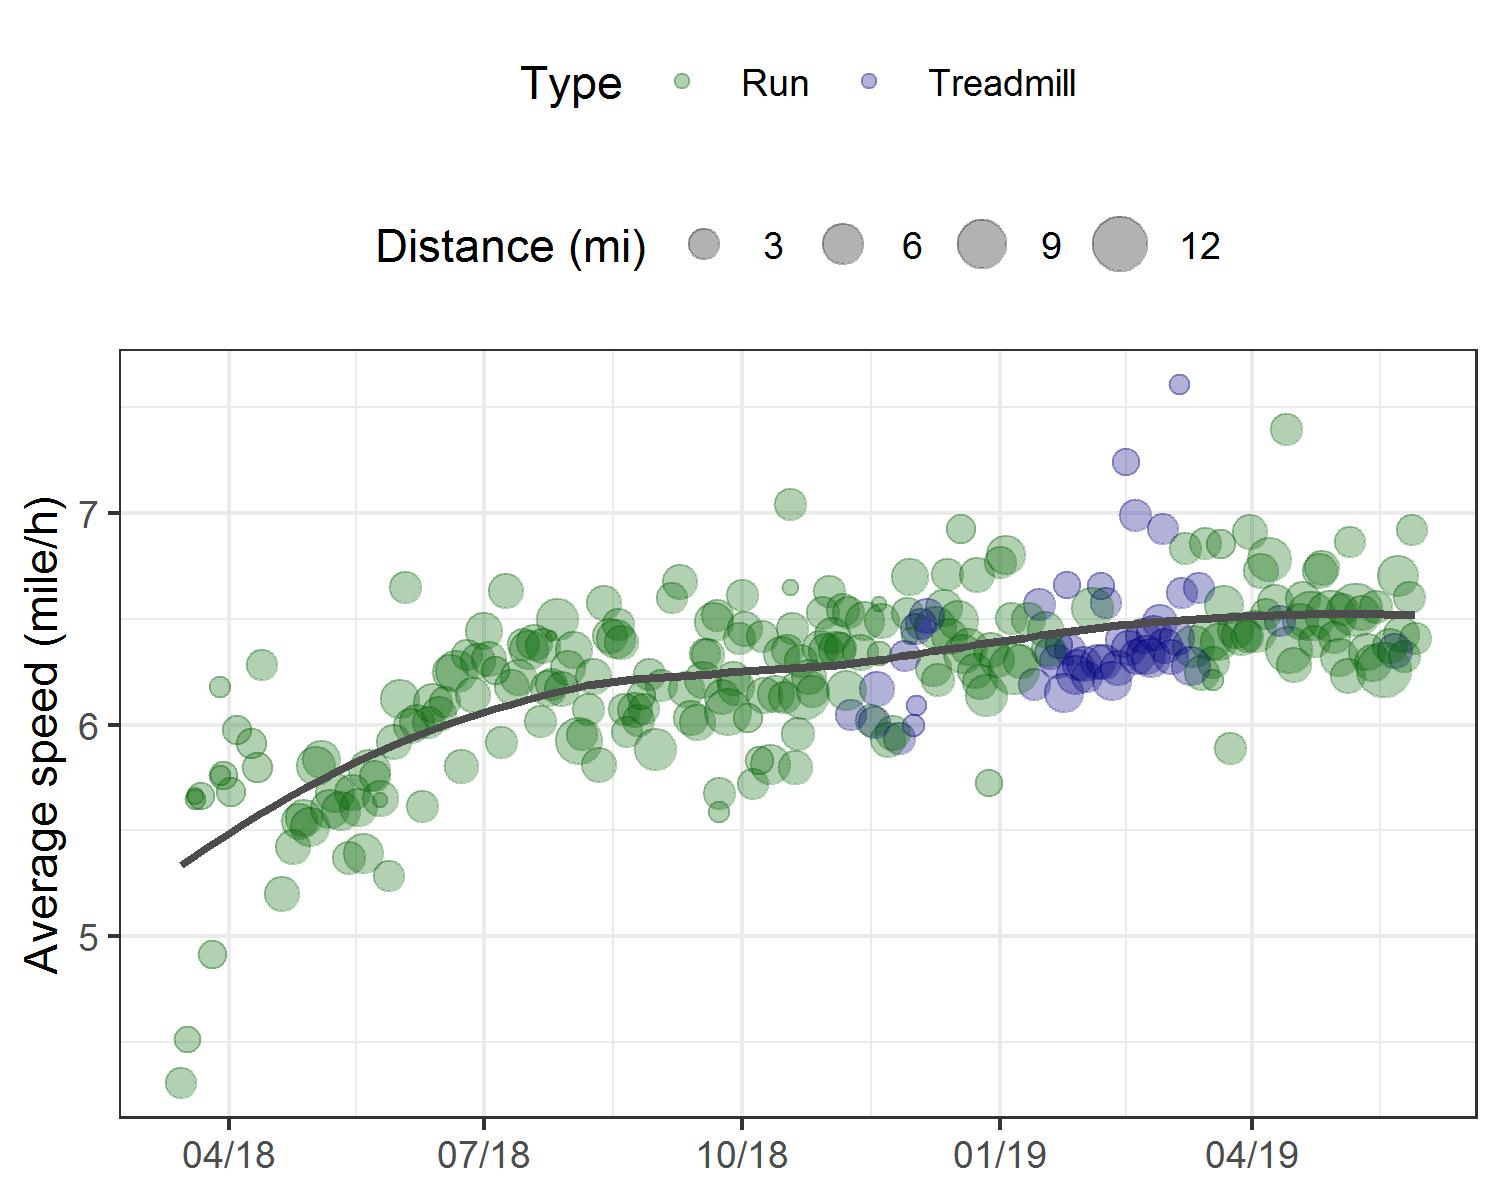 Type Run Treadmill
Distance (mi) 3 6 9 12
Average speed (mile/h)
7
6
5
04/18 07/18 10/18 01/19 04/19